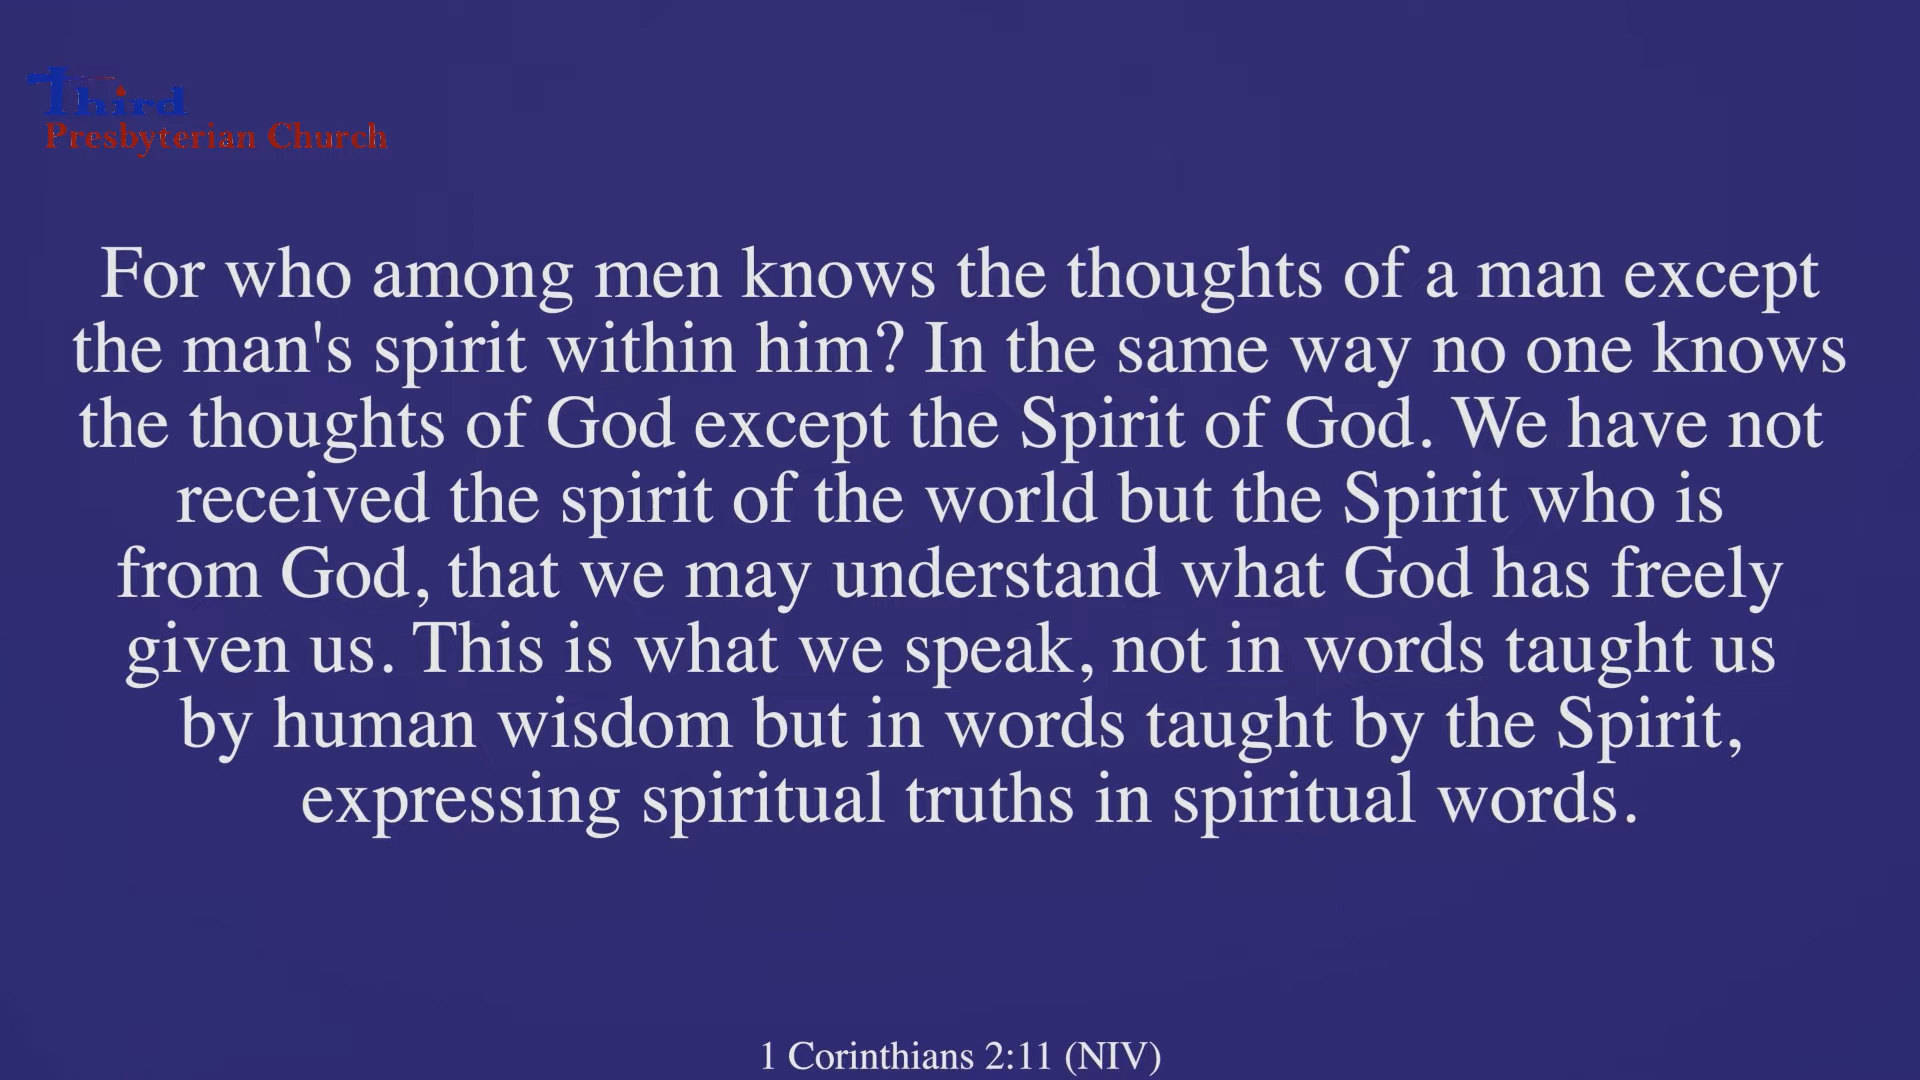 Third
Presbyterian Church
For who among men knows the thoughts of a man except
the man's spirit within him? In the same way no one knows
the thoughts of God except the Spirit of God. We have not
received the spirit of the world but the Spirit who is
from God, that we may understand what God has freely
given us. This is what we speak, not in words taught us
by human wisdom but in words taught by the Spirit,
expressing spiritual truths in spiritual words.
1 Corinthians 2:11 (NIV)